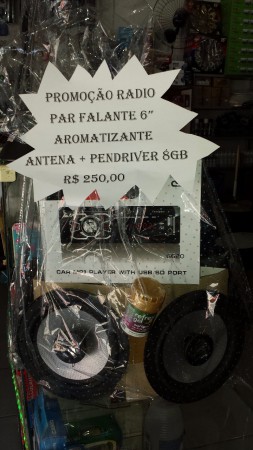 PROMOÇÃO RADIO
PAR FALANTE 6"
AROMATIZANTE
ANTENA + PENDRIVER 8GB
R$ 250,00
CAR MP3 PLAYER WITH USB SD PORT